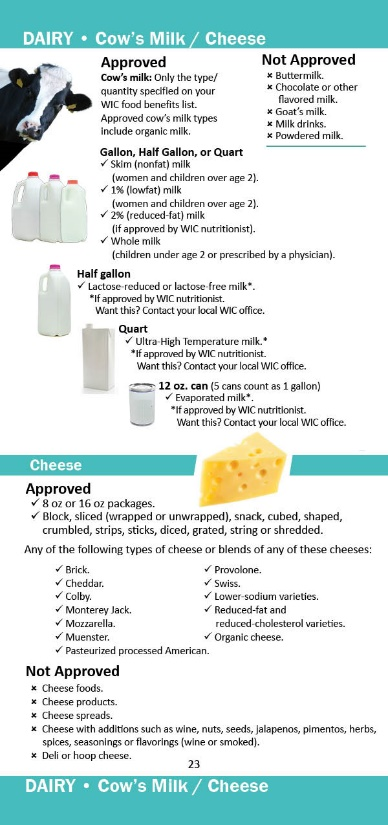 DAIRY • Cow's Milk / Cheese
Approved
Cow's milk: Only the type/
quantity specified on your
WIC food benefits list.
Approved cow's milk types
include organic milk.
Not Approved
× Buttermilk.
× Chocolate or other
flavored milk.
× Goat's milk.
× Milk drinks.
× Powdered milk.
Gallon, Half Gallon, or Quart
✓ Skim (nonfat) milk
(women and children over age 2).
✓ 1% (lowfat) milk
(women and children over age 2).
✓ 2% (reduced-fat) milk
(if approved by WIC nutritionist).
✓ Whole milk
(children under age 2 or prescribed by a physician).
Half gallon
✓ Lactose-reduced or lactose-free milk*.
*If approved by WIC nutritionist.
Want this? Contact your local WIC office.
Quart
✓ Ultra-High Temperature milk.*
*If approved by WIC nutritionist.
Want this? Contact your local WIC office.
12 oz. can (5 cans count as 1 gallon)
✓ Evaporated milk*.
*If approved by WIC nutritionist.
Want this? Contact your local WIC office.
Cheese
Approved
✓ 8 oz or 16 oz packages.
✓ Block, sliced (wrapped or unwrapped), snack, cubed, shaped,
crumbled, strips, sticks, diced, grated, string or shredded.
Any of the following types of cheese or blends of any of these cheeses:
✓ Brick.
✓ Cheddar.
✓ Colby.
✓ Monterey Jack.
✓ Mozzarella.
✓ Muenster.
✓ Pasteurized processed American.
✓ Provolone.
✓ Swiss.
✓ Lower-sodium varieties.
✓ Reduced-fat and
reduced-cholesterol varieties.
✓ Organic cheese.
Not Approved
× Cheese foods.
× Cheese products.
× Cheese spreads.
× Cheese with additions such as wine, nuts, seeds, jalapenos, pimentos, herbs,
spices, seasonings or flavorings (wine or smoked).
× Deli or hoop cheese.
23
DAIRY • Cow's Milk / Cheese